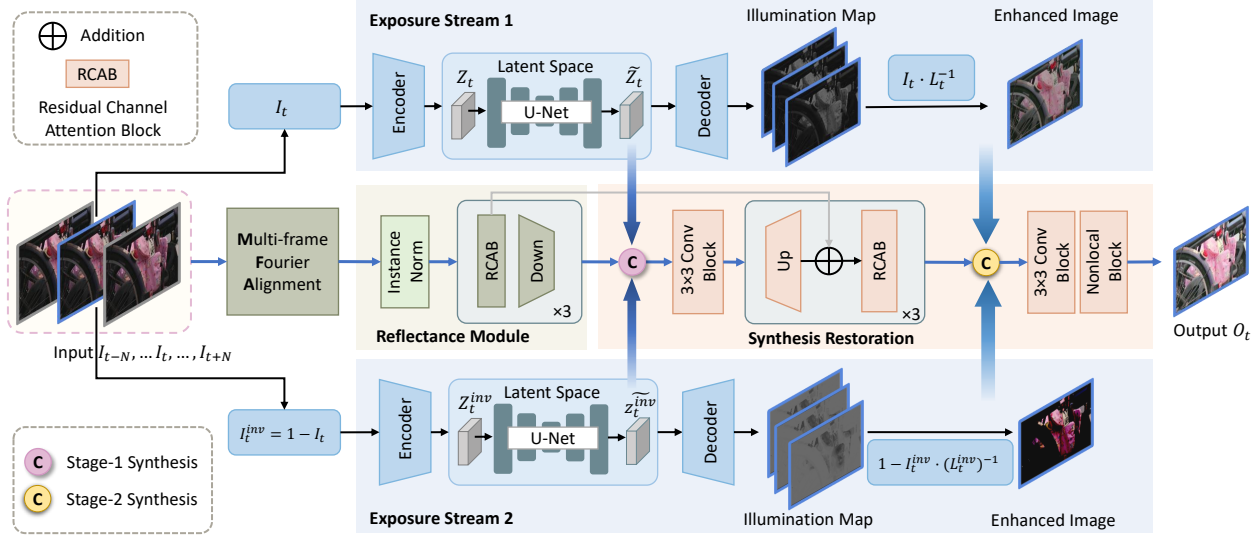 Addition
RCAB
Residual Channel
Attention Block
Exposure Stream 1
I_t
Encoder
Z_t
Latent Space
U-Net
\widetilde{Z}_t
Decoder
Illumination Map
I_t · L_t^{-1}
Enhanced Image
Input I_{t-N}, … I_t, … , I_{t+N}
Multi-frame
Fourier
Alignment
Instance
Norm
RCAB
Down
×3
Reflectance Module
C
3×3 Conv
Block
Up
RCAB
×3
Synthesis Restoration
C
3×3 Conv
Block
Nonlocal
Block
Output O_t
I_t^{inv} = 1 − I_t
Encoder
Z_t^{inv}
Latent Space
U-Net
\widetilde{z_t^{inv}}
Decoder
Illumination Map
1 − I_t^{inv} · (L_t^{inv})^{-1}
Enhanced Image
Exposure Stream 2
C Stage-1 Synthesis
C Stage-2 Synthesis